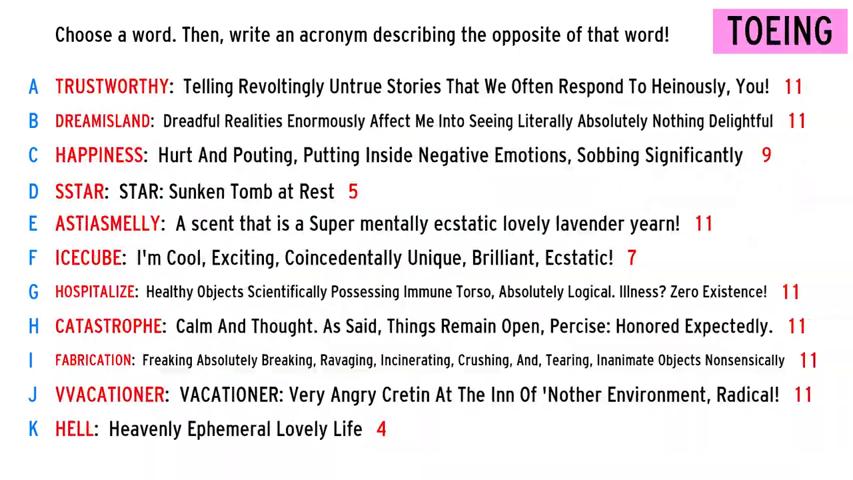 Choose a word. Then, write an acronym describing the opposite of that word!
TOEING
A TRUSTWORTHY: Telling Revoltingly Untrue Stories That We Often Respond To Heinously, You! 11
B DREAMISLAND: Dreadful Realities Enormously Affect Me Into Seeing Literally Absolutely Nothing Delightful 11
C HAPPINESS: Hurt And Pouting, Putting Inside Negative Emotions, Sobbing Significantly 9
D SSTAR: STAR: Sunken Tomb at Rest 5
E ASTIASMELLY: A scent that is a Super mentally ecstatic lovely lavender yearn! 11
F ICECUBE: I'm Cool, Exciting, Coincedentally Unique, Brilliant, Ecstatic! 7
G HOSPITALIZE: Healthy Objects Scientifically Possessing Immune Torso, Absolutely Logical. Illness? Zero Existence! 11
H CATASTROPHE: Calm And Thought. As Said, Things Remain Open, Percise: Honored Expectedly. 11
I FABRICATION: Freaking Absolutely Breaking, Ravaging, Incinerating, Crushing, And, Tearing, Inanimate Objects Nonsensically 11
J VVACATIONER: VACATIONER: Very Angry Cretin At The Inn Of 'Nother Environment, Radical! 11
K HELL: Heavenly Ephemeral Lovely Life 4